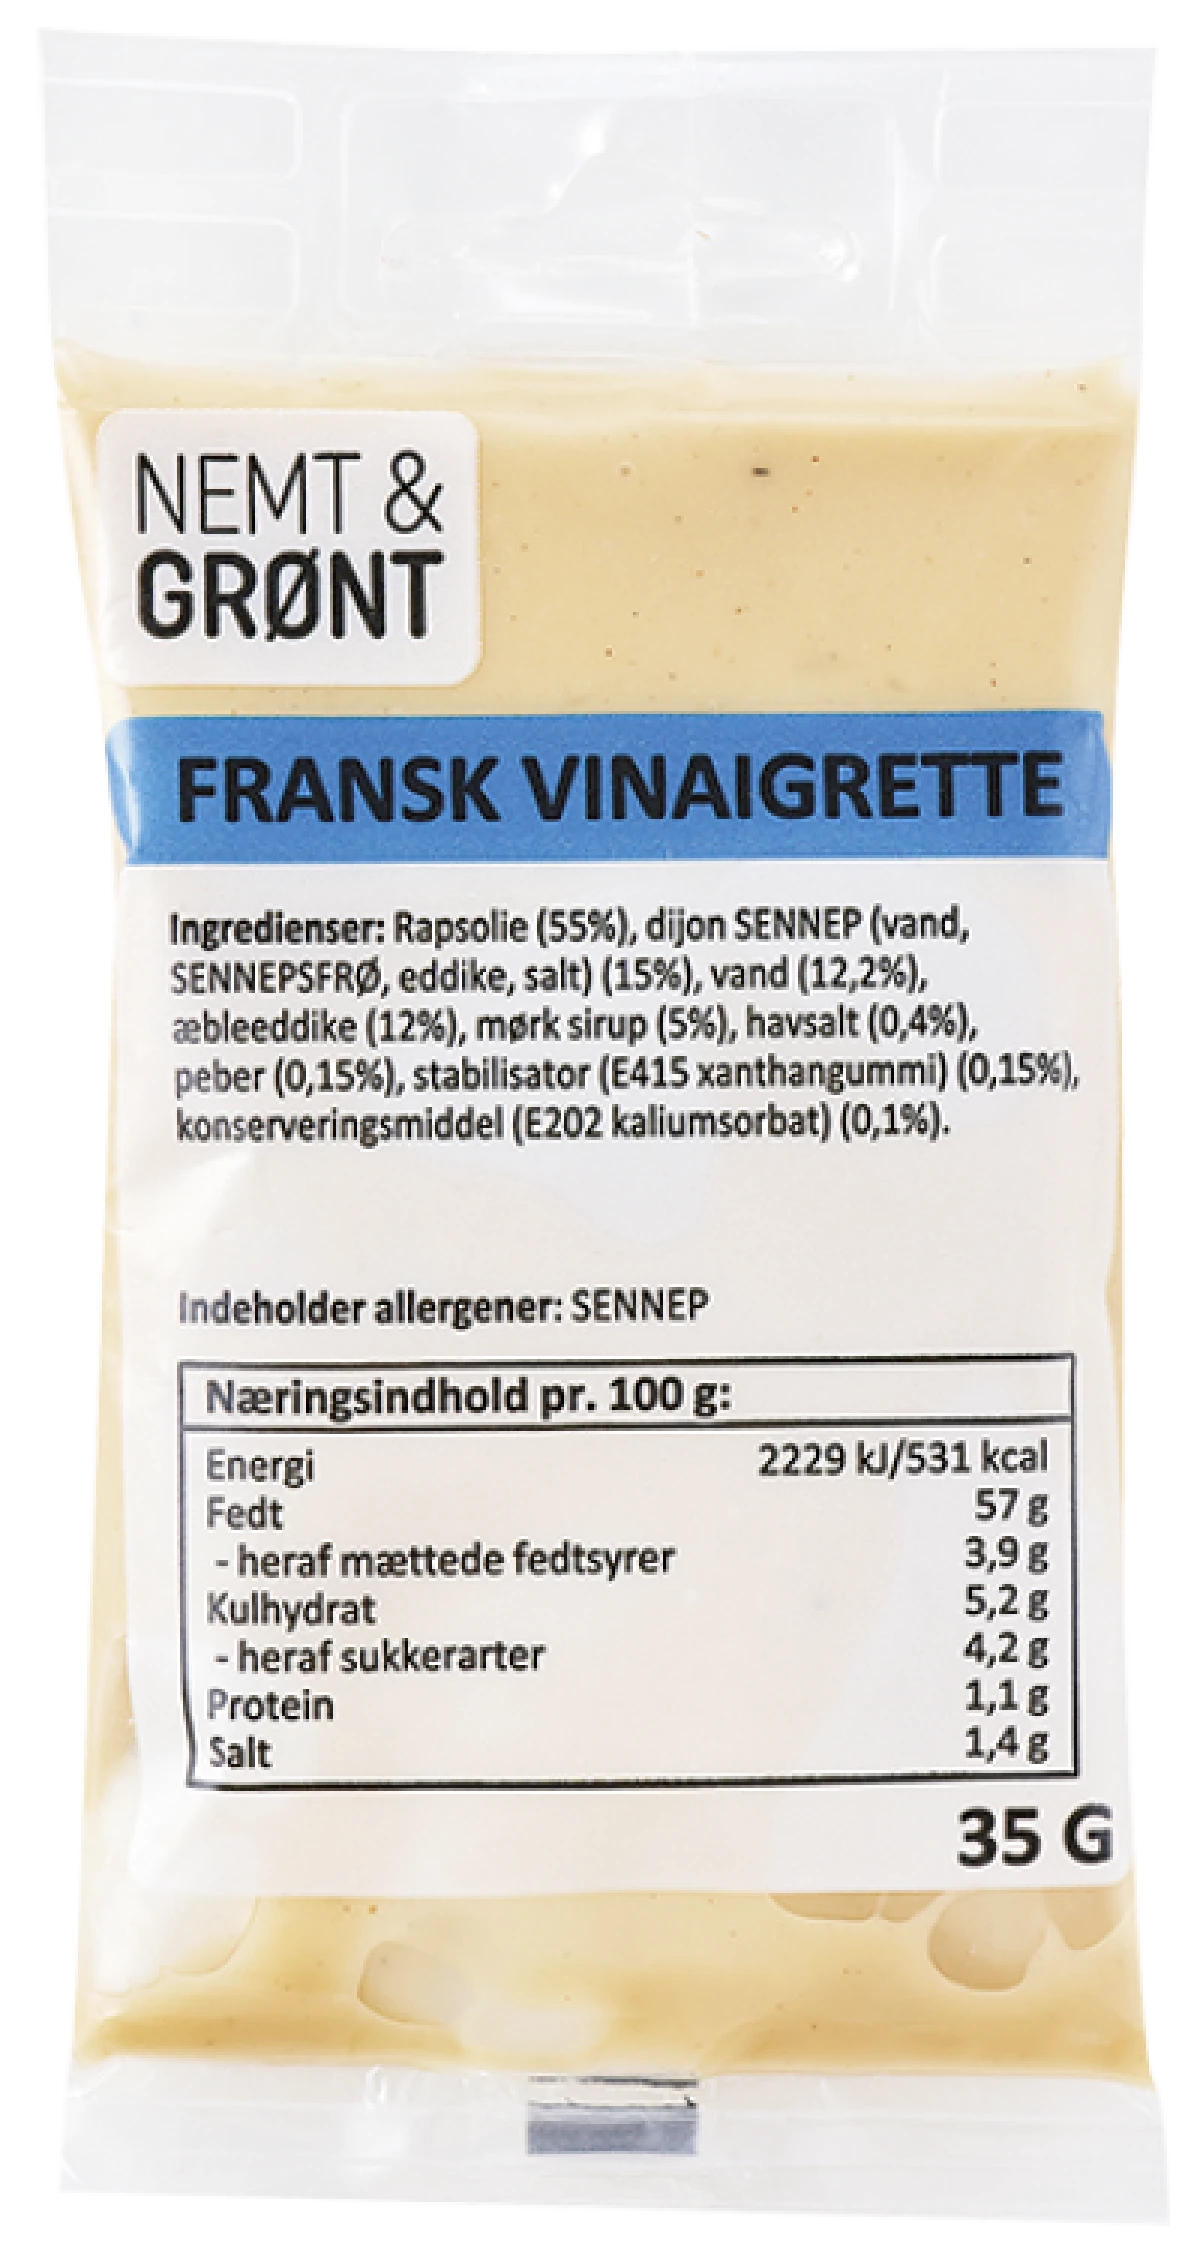 NEMT &
GRØNT
FRANSK VINAIGRETTE
Ingredienser: Rapsolie (55%), dijon SENNEP (vand,
SENNEPSFRØ, eddike, salt) (15%), vand (12,2%),
æbleeddike (12%), mørk sirup (5%), havsalt (0,4%),
peber (0,15%), stabilisator (E415 xanthangummi) (0,15%),
konserveringsmiddel (E202 kaliumsorbat) (0,1%).
Indeholder allergener: SENNEP
Næringsindhold pr. 100 g:
Energi 2229 kJ/531 kcal
Fedt 57 g
- heraf mættede fedtsyrer 3,9 g
Kulhydrat 5,2 g
- heraf sukkerarter 4,2 g
Protein 1,1 g
Salt 1,4 g
35 G